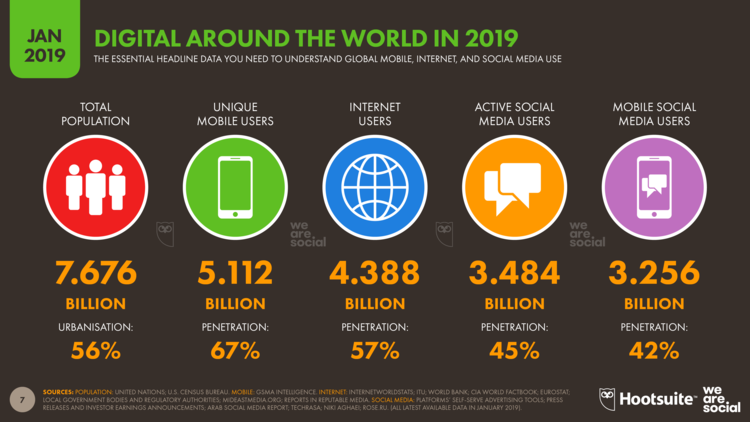 JAN
2019
DIGITAL AROUND THE WORLD IN 2019
THE ESSENTIAL HEADLINE DATA YOU NEED TO UNDERSTAND GLOBAL MOBILE, INTERNET, AND SOCIAL MEDIA USE
TOTAL
POPULATION
UNIQUE
MOBILE USERS
INTERNET
USERS
ACTIVE SOCIAL
MEDIA USERS
MOBILE SOCIAL
MEDIA USERS
we
are
social
we
are
social
7.676
BILLION
URBANISATION:
56%
5.112
BILLION
PENETRATION:
67%
4.388
BILLION
PENETRATION:
57%
3.484
BILLION
PENETRATION:
45%
3.256
BILLION
PENETRATION:
42%
7
SOURCES: POPULATION: UNITED NATIONS; U.S. CENSUS BUREAU. MOBILE: GSMA INTELLIGENCE. INTERNET: INTERNETWORLDSTATS; ITU; WORLD BANK; CIA WORLD FACTBOOK; EUROSTAT;
LOCAL GOVERNMENT BODIES AND REGULATORY AUTHORITIES; MIDEASTMEDIA.ORG; REPORTS IN REPUTABLE MEDIA. SOCIAL MEDIA: PLATFORMS' SELF-SERVE ADVERTISING TOOLS; PRESS
RELEASES AND INVESTOR EARNINGS ANNOUNCEMENTS; ARAB SOCIAL MEDIA REPORT; TECHRASA; NIKI AGHAEI; ROSE.RU. (ALL LATEST AVAILABLE DATA IN JANUARY 2019).
Hootsuite™
we
are
social